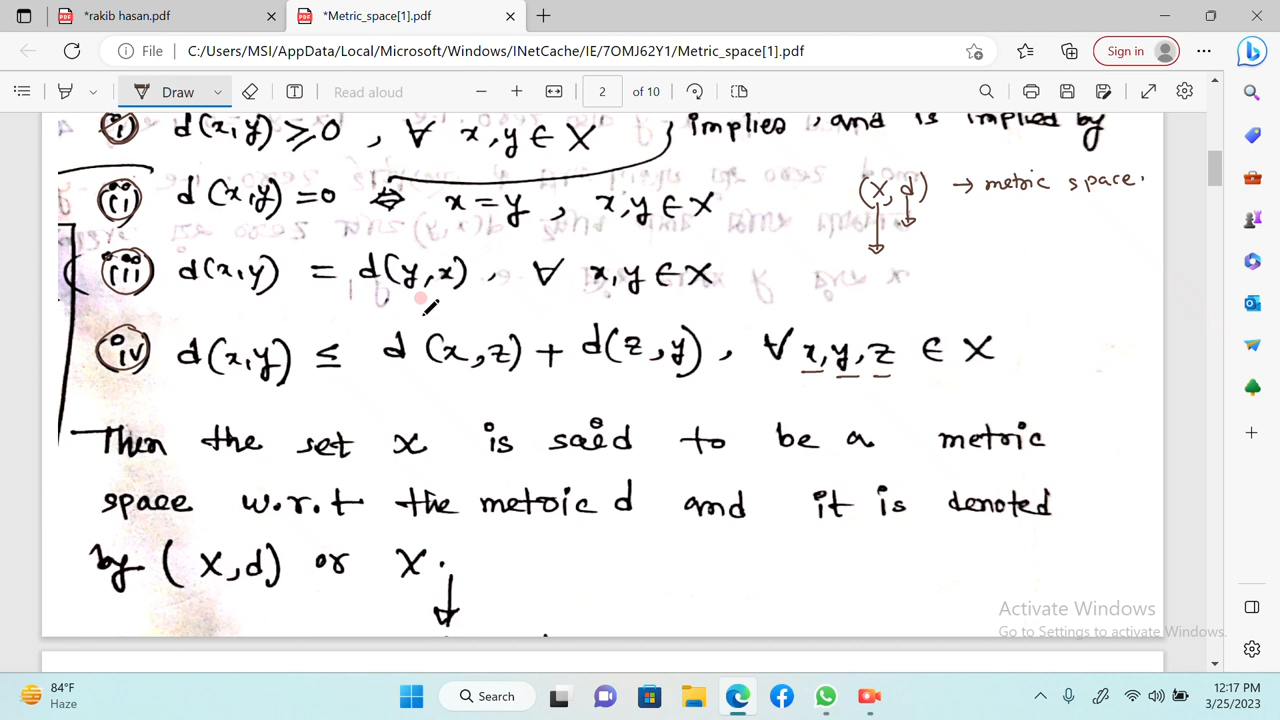 *rakib hasan.pdf
*Metric_space[1].pdf
File C:/Users/MSI/AppData/Local/Microsoft/Windows/INetCache/IE/7OMJ62Y1/Metric_space[1].pdf
Sign in
Draw
Read aloud
2 of 10
(i) d(x,y) ≥ 0 , ∀ x,y ∈ X } implies , and is implied by
(ii) d(x,y) = 0 ⇔ x = y , x,y ∈ X
(X, d) → metric space.
(iii) d(x,y) = d(y,x) , ∀ x,y ∈ X
(iv) d(x,y) ≤ d(x,z) + d(z,y) , ∀ x,y,z ∈ X
Then the set X is saed to be a metric
space w.r.t the metric d and it is denoted
by (X,d) or X.
Activate Windows
Go to Settings to activate Windows.
84°F
Haze
Search
12:17 PM
3/25/2023